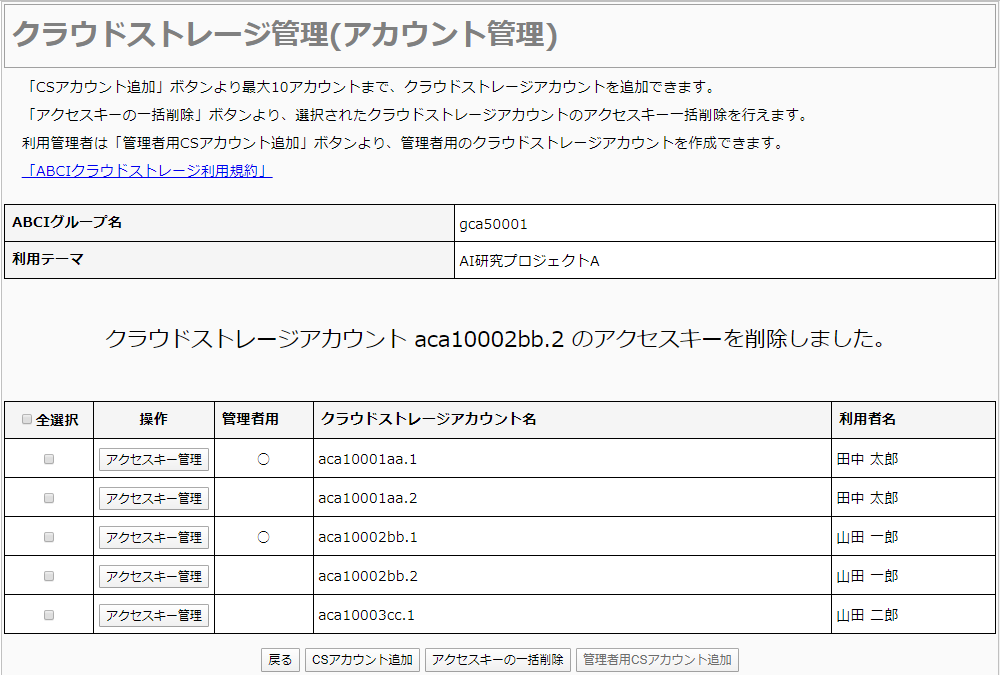 クラウドストレージ管理(アカウント管理)
「CSアカウント追加」ボタンより最大10アカウントまで、クラウドストレージアカウントを追加できます。
「アクセスキーの一括削除」ボタンより、選択されたクラウドストレージアカウントのアクセスキー一括削除を行えます。
利用管理者は「管理者用CSアカウント追加」ボタンより、管理者用のクラウドストレージアカウントを作成できます。
「ABCIクラウドストレージ利用規約」
ABCIグループ名 gca50001
利用テーマ AI研究プロジェクトA
クラウドストレージアカウント aca10002bb.2 のアクセスキーを削除しました。
全選択 操作 管理者用 クラウドストレージアカウント名 利用者名
アクセスキー管理 ○ aca10001aa.1 田中 太郎
アクセスキー管理 aca10001aa.2 田中 太郎
アクセスキー管理 ○ aca10002bb.1 山田 一郎
アクセスキー管理 aca10002bb.2 山田 一郎
アクセスキー管理 aca10003cc.1 山田 二郎
戻る CSアカウント追加 アクセスキーの一括削除 管理者用CSアカウント追加